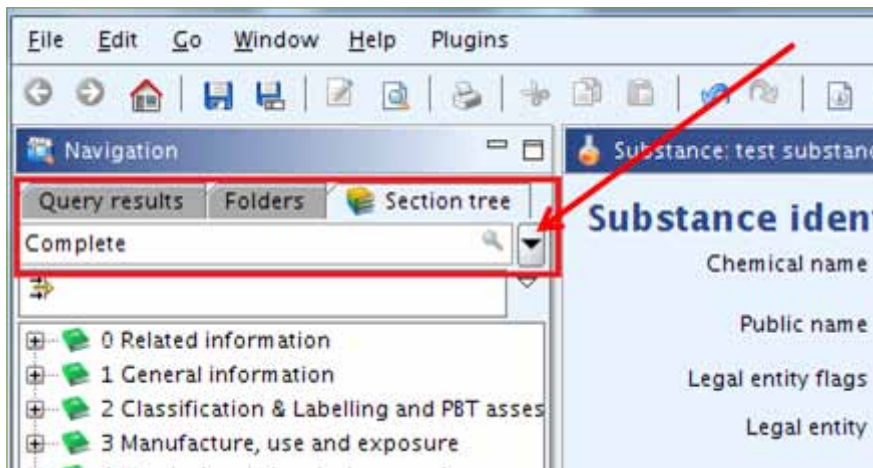 File Edit Go Window Help Plugins
Navigation
Substance: test substanc
Query results Folders Section tree
Complete
Substance iden
Chemical name
Public name
Legal entity flags
Legal entity
0 Related information
1 General information
2 Classification & Labelling and PBT asses
3 Manufacture, use and exposure